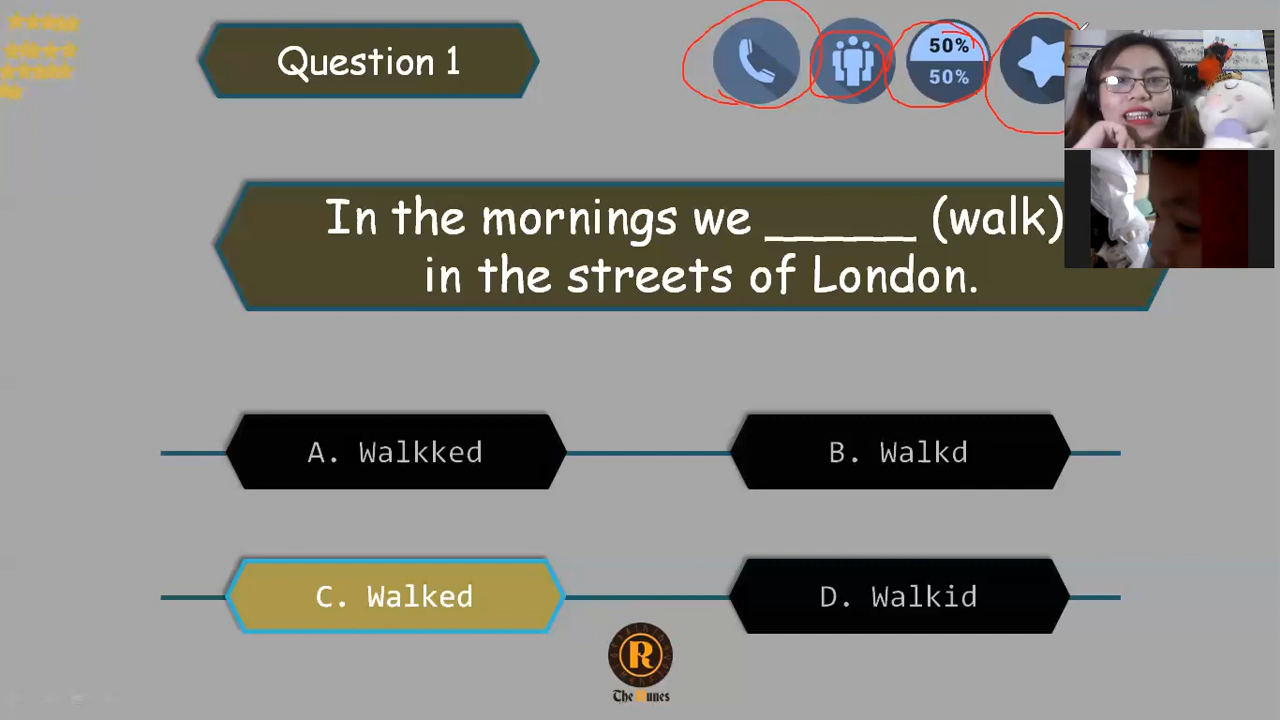 Question 1
50%
50%
In the mornings we ______ (walk)
in the streets of London.
A. Walkked
B. Walkd
C. Walked
D. Walkid
R
The Runes